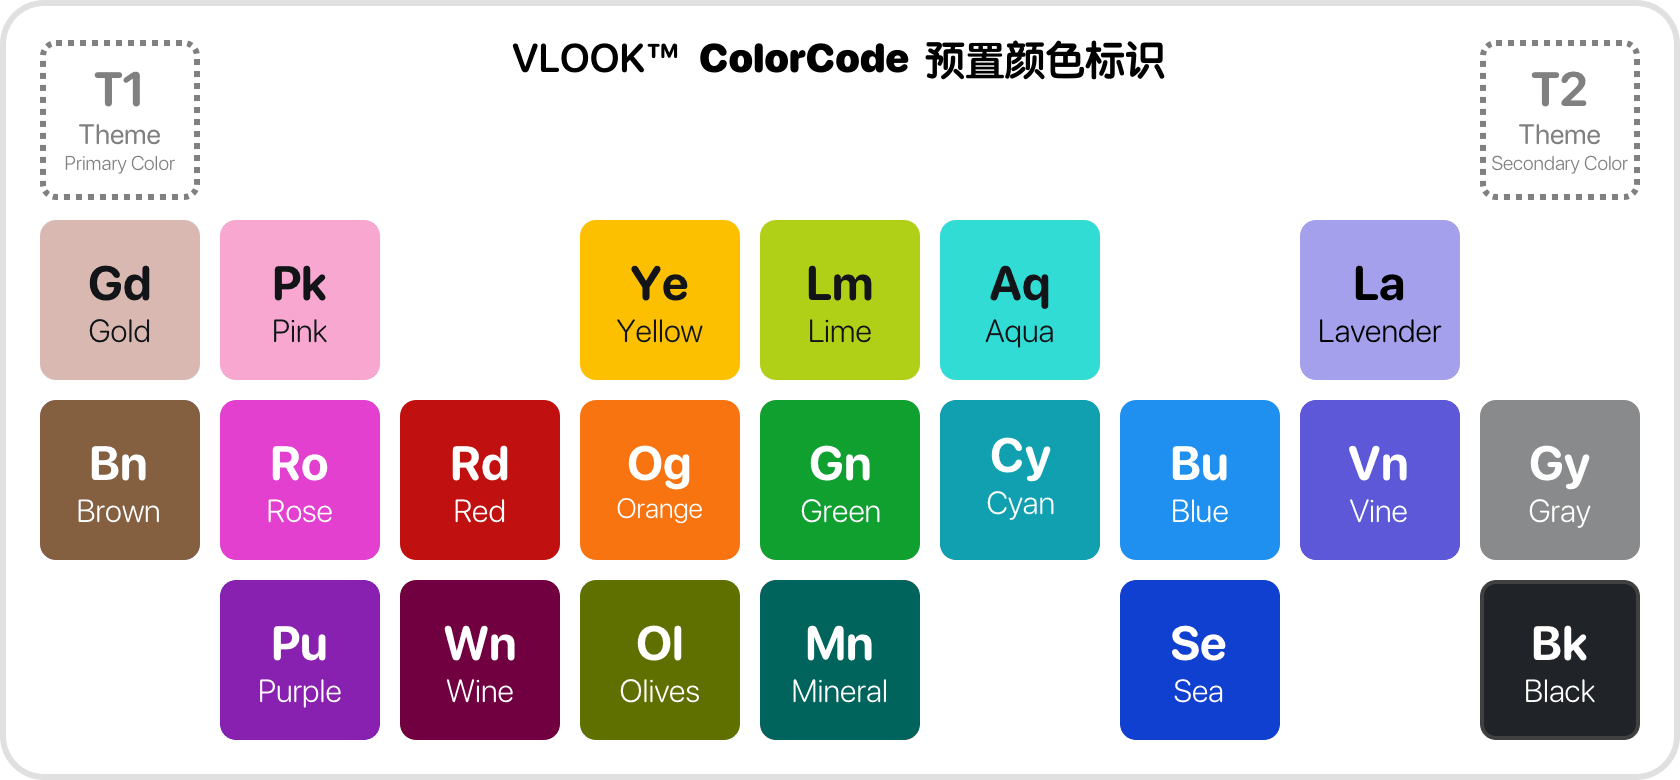 VLOOK™ ColorCode 预置颜色标识
T1
Theme
Primary Color
T2
Theme
Secondary Color
Gd
Gold
Pk
Pink
Ye
Yellow
Lm
Lime
Aq
Aqua
La
Lavender
Bn
Brown
Ro
Rose
Rd
Red
Og
Orange
Gn
Green
Cy
Cyan
Bu
Blue
Vn
Vine
Gy
Gray
Pu
Purple
Wn
Wine
Ol
Olives
Mn
Mineral
Se
Sea
Bk
Black